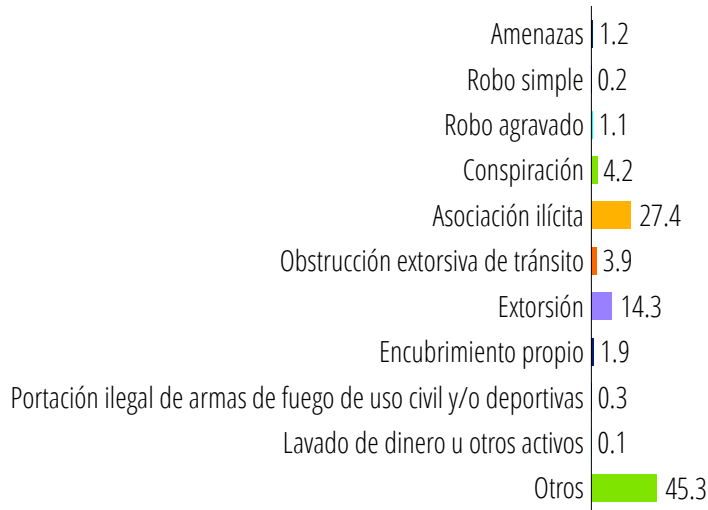 Amenazas 1.2
Robo simple 0.2
Robo agravado 1.1
Conspiración 4.2
Asociación ilícita 27.4
Obstrucción extorsiva de tránsito 3.9
Extorsión 14.3
Encubrimiento propio 1.9
Portación ilegal de armas de fuego de uso civil y/o deportivas 0.3
Lavado de dinero u otros activos 0.1
Otros 45.3